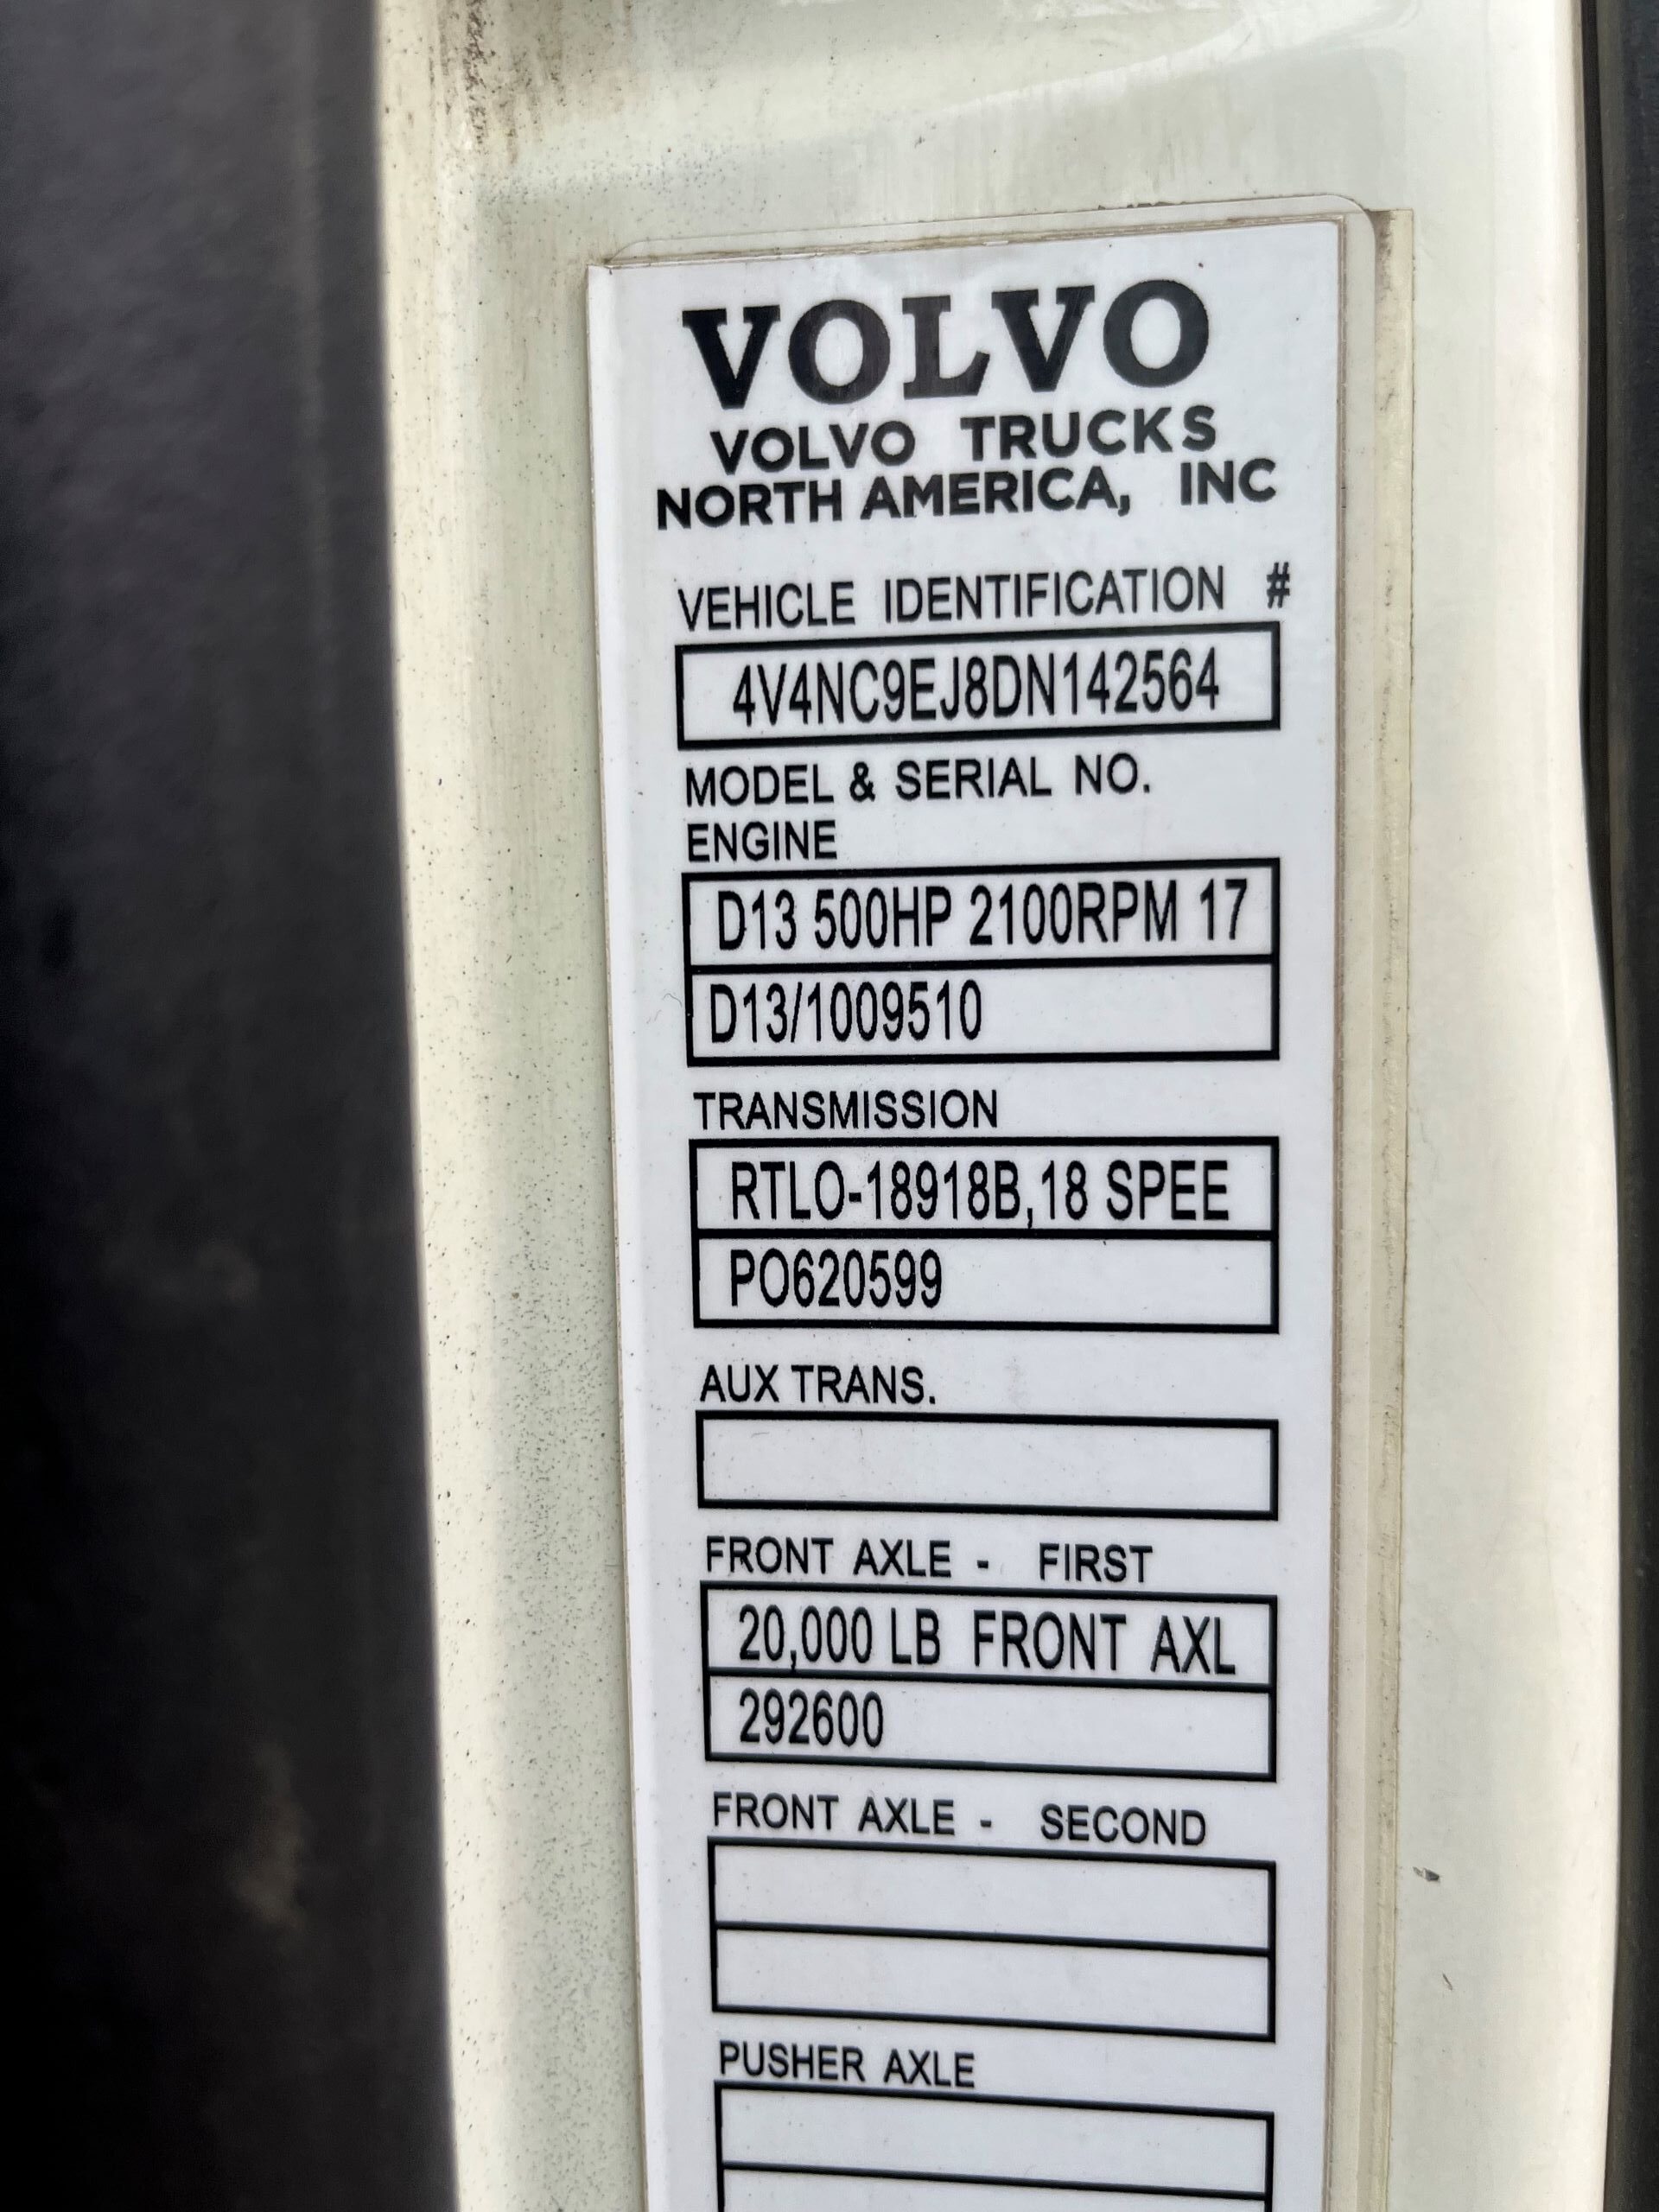 VOLVO
VOLVO TRUCKS
NORTH AMERICA, INC
VEHICLE IDENTIFICATION #
4V4NC9EJ8DN142564
MODEL & SERIAL NO.
ENGINE
D13 500HP 2100RPM 17
D13/1009510
TRANSMISSION
RTLO-18918B,18 SPEE
PO620599
AUX TRANS.
FRONT AXLE - FIRST
20,000 LB FRONT AXL
292600
FRONT AXLE - SECOND
PUSHER AXLE